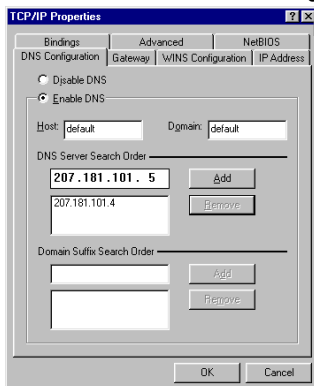 TCP/IP Properties
Bindings Advanced NetBIOS
DNS Configuration Gateway WINS Configuration IP Address
Disable DNS
Enable DNS
Host: default Domain: default
DNS Server Search Order
207.181.101. 5 Add
207.181.101.4 Remove
Domain Suffix Search Order
Add
Remove
OK Cancel